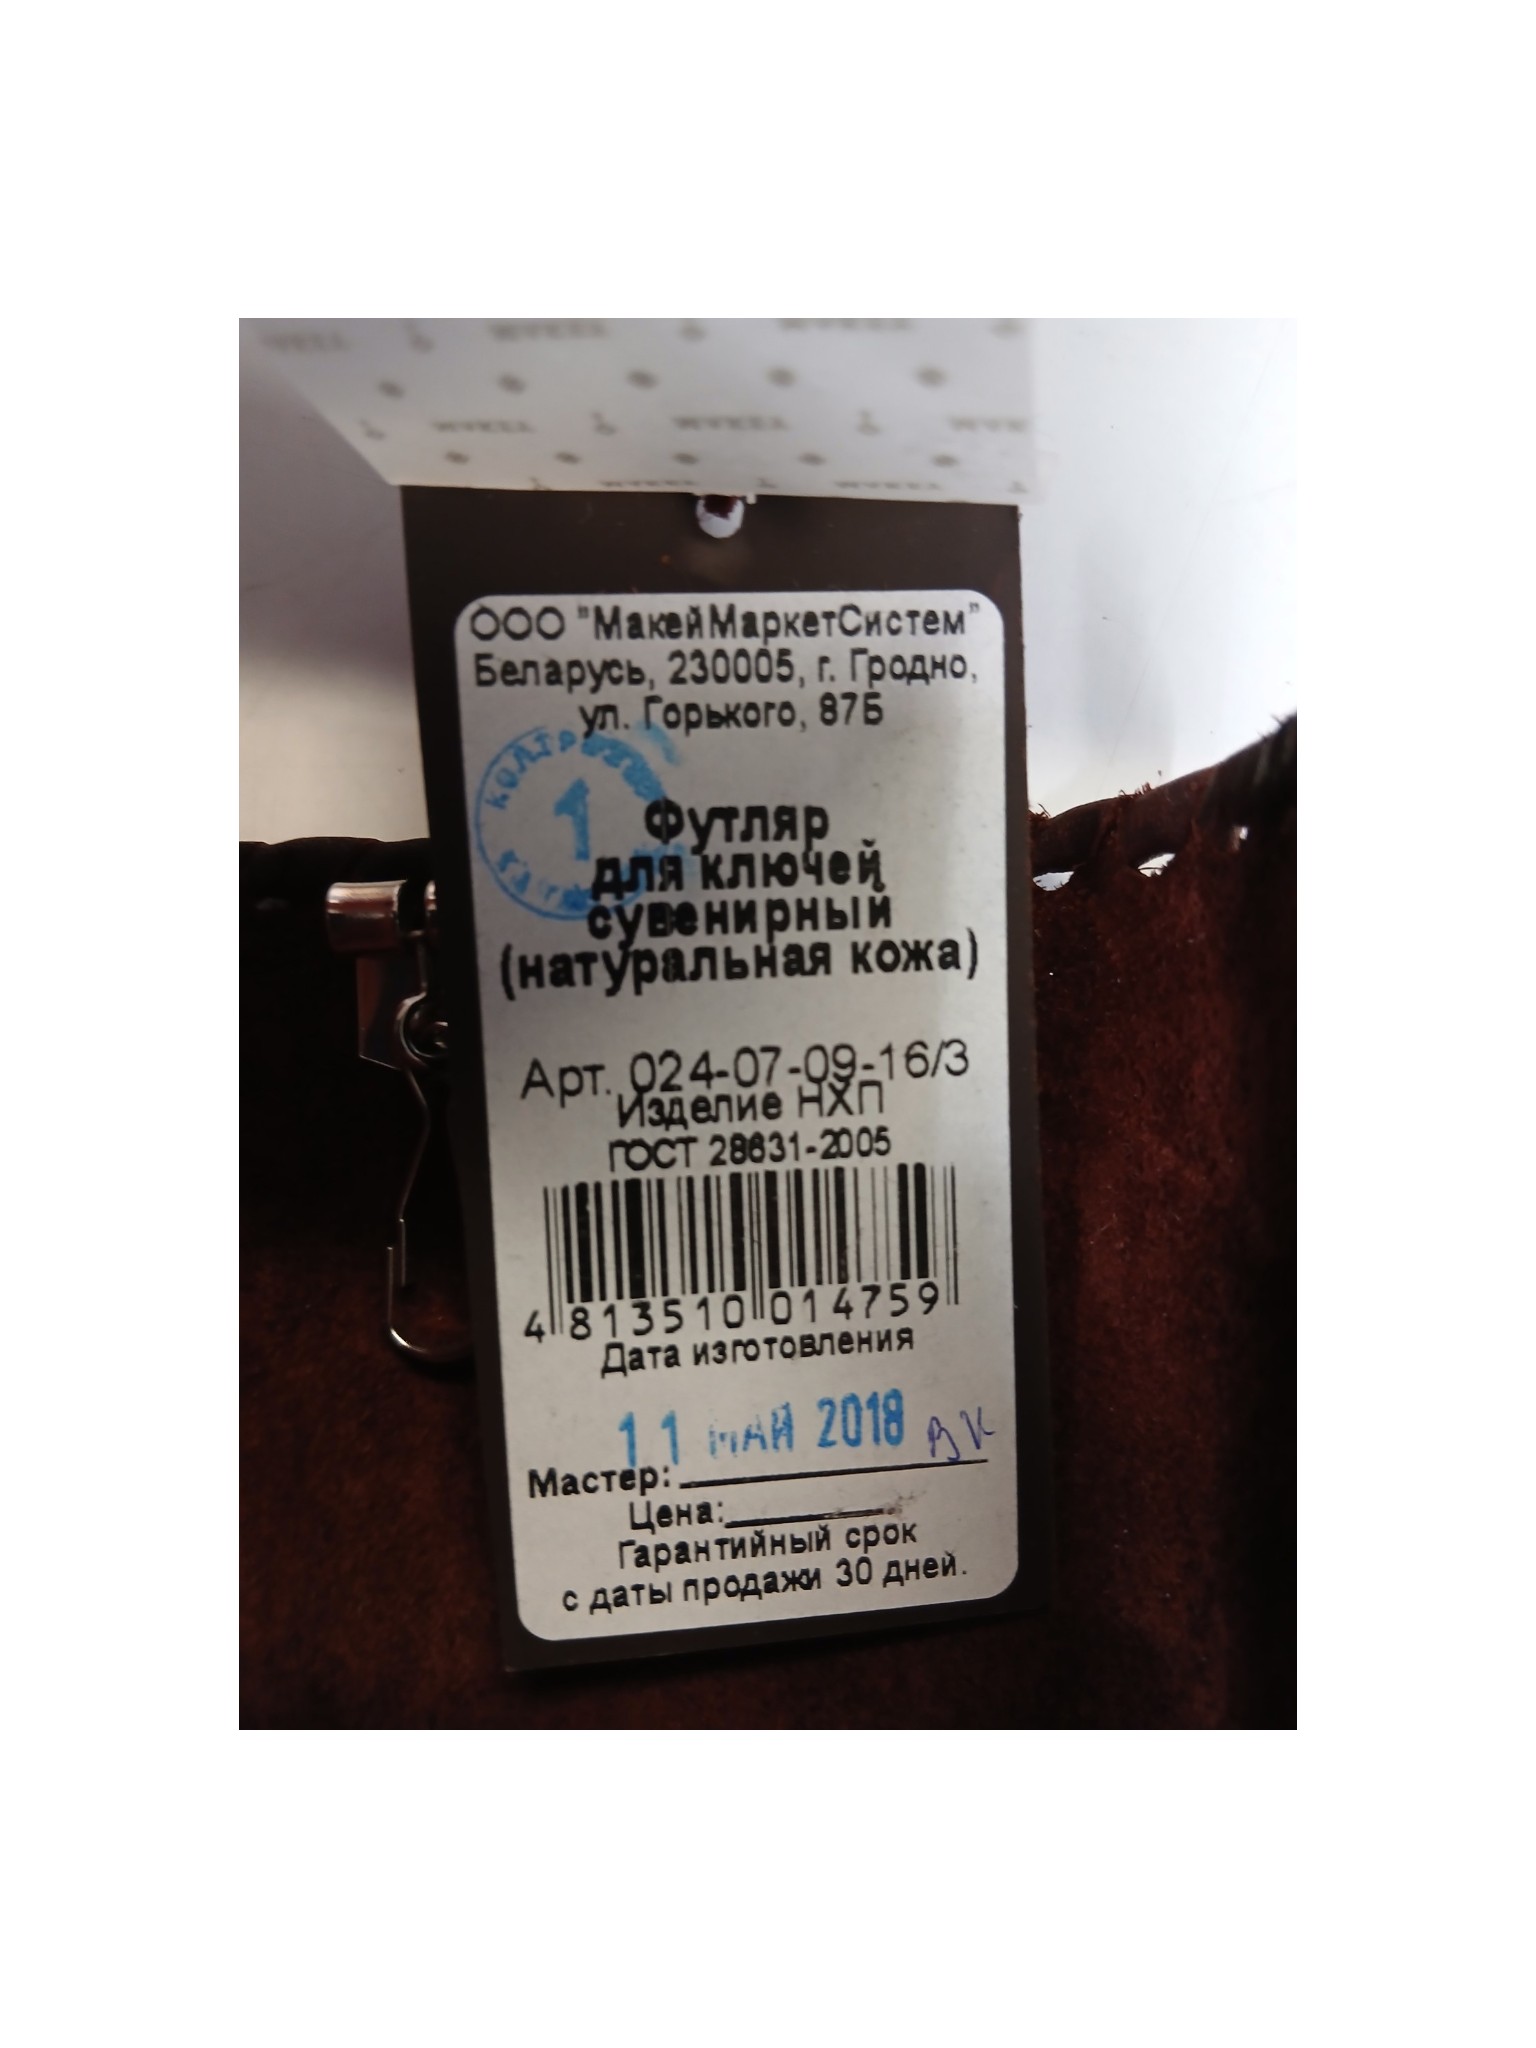 ООО "МакейМаркетСистем"
Беларусь, 230005, г. Гродно,
ул. Горького, 87Б
1
Футляр
для ключей
сувенирный
(натуральная кожа)
Арт. 024-07-09-16/3
Изделие НХП
ГОСТ 28631-2005
4 813510 014759
Дата изготовления
11 МАЙ 2018 ВК
Мастер:
Цена:
Гарантийный срок
с даты продажи 30 дней.